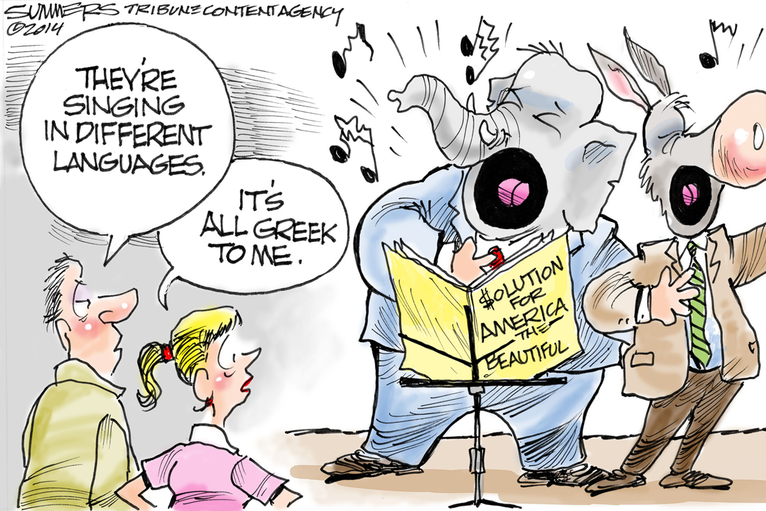 SUMMERS TRIBUNE CONTENT AGENCY
©2014
THEY'RE
SINGING
IN DIFFERENT
LANGUAGES.
IT'S
ALL GREEK
TO ME.
$OLUTION
FOR
AMERICA
THE
BEAUTIFUL